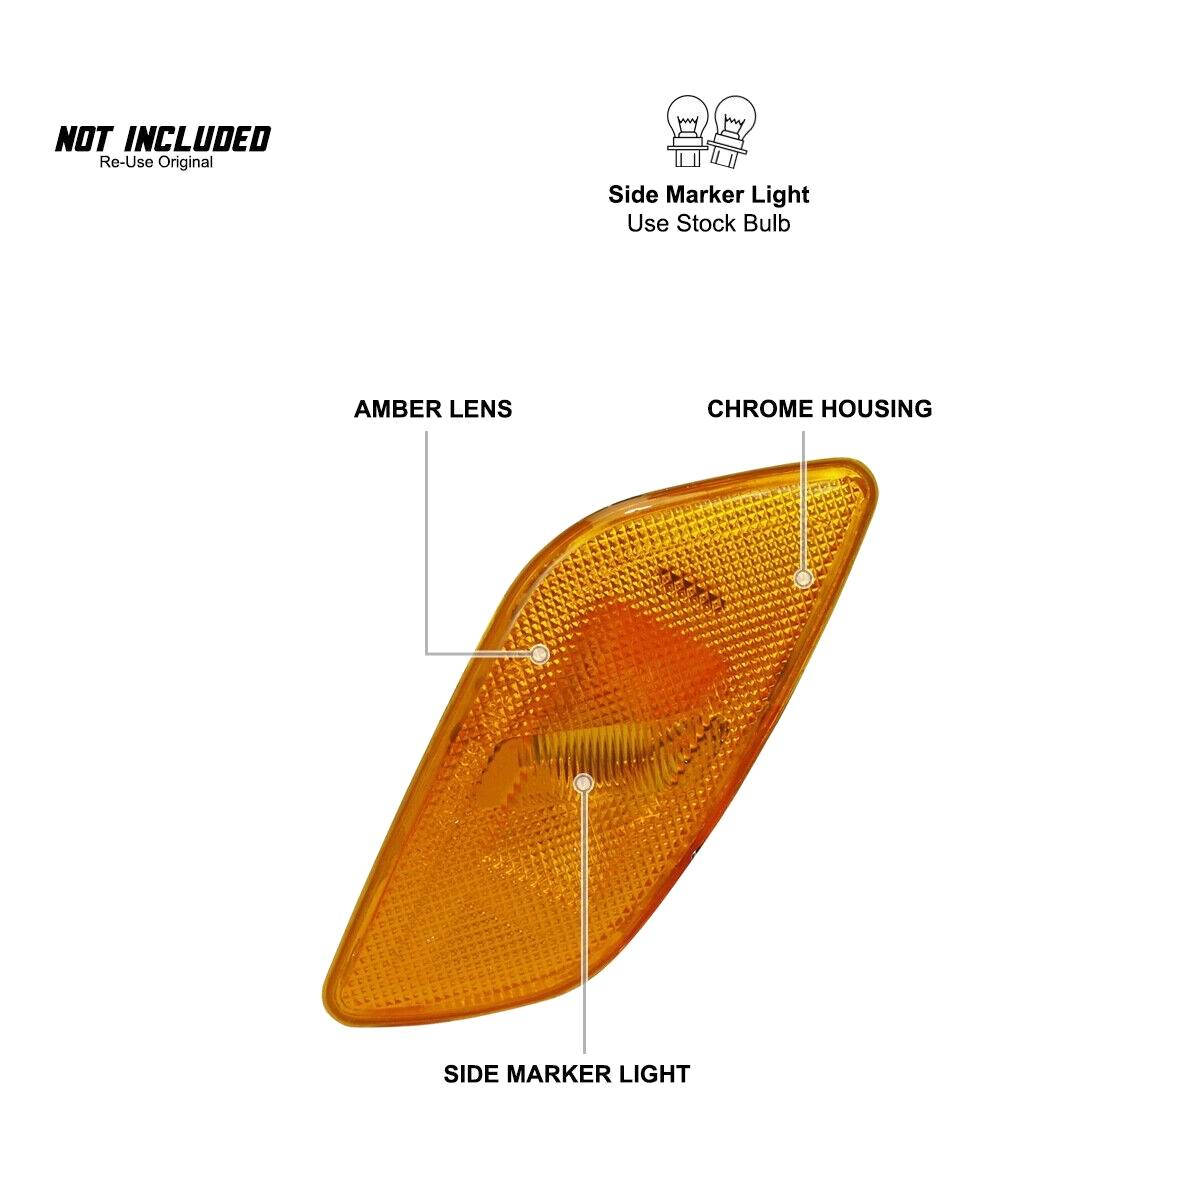 NOT INCLUDED
Re-Use Original
Side Marker Light
Use Stock Bulb
AMBER LENS
CHROME HOUSING
SIDE MARKER LIGHT